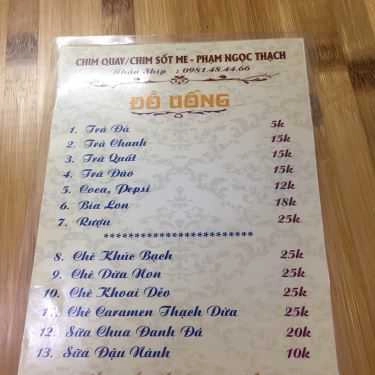 CHIM QUAY/CHIM SỐT ME - PHẠM NGỌC THẠCH
Nhận Ship : 0981.48.44.66
ĐỒ UỐNG
1. Trà Đá 5k
2. Trà Chanh 15k
3. Trà Quất 15k
4. Trà Đào 15k
5. Coca, Pepsi 12k
6. Bia Lon 18k
7. Rượu 25k
************************
8. Chè Khúc Bạch 25k
9. Chè Dừa Non 25k
10. Chè Khoai Dẻo 25k
11. Chè Caramen Thạch Dừa 25k
12. Sữa Chua Đanh Đá 20k
13. Sữa Đậu Nành 10k